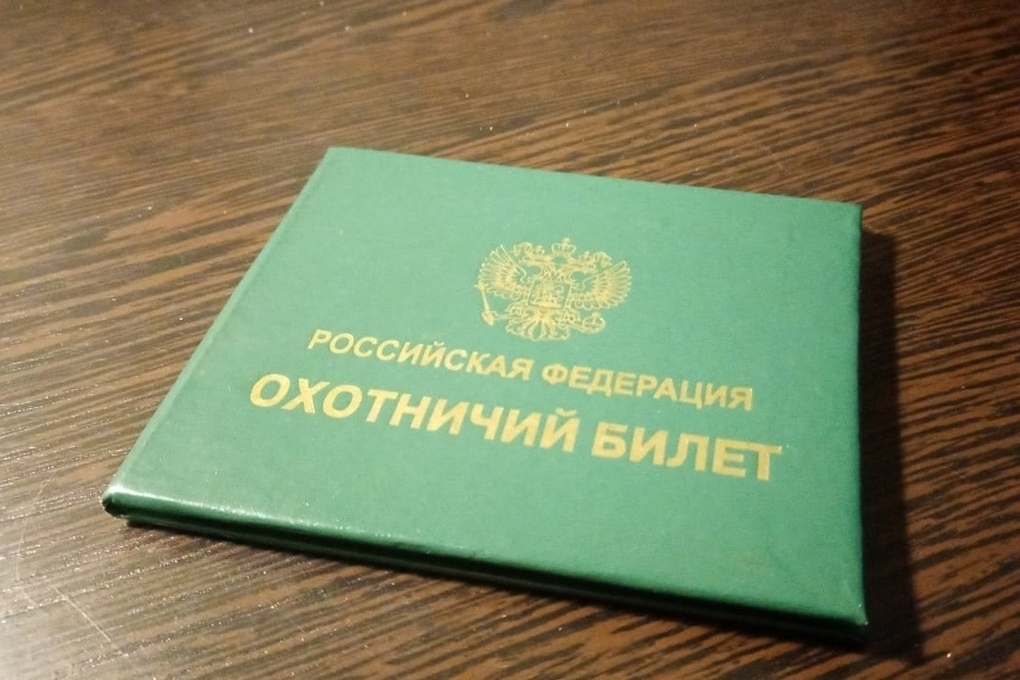 РОССИЙСКАЯ ФЕДЕРАЦИЯ
ОХОТНИЧИЙ БИЛЕТ